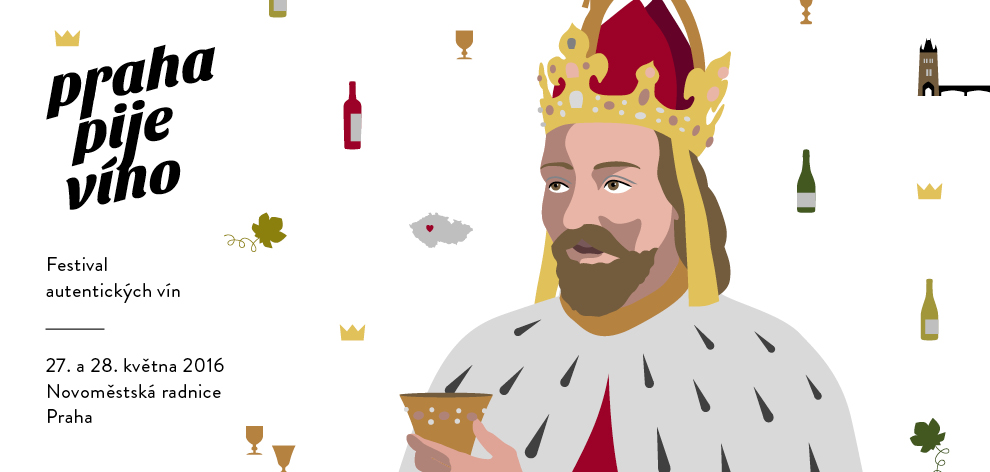 praha
pije
víno
Festival
autentických vín
27. a 28. května 2016
Novoměstská radnice
Praha